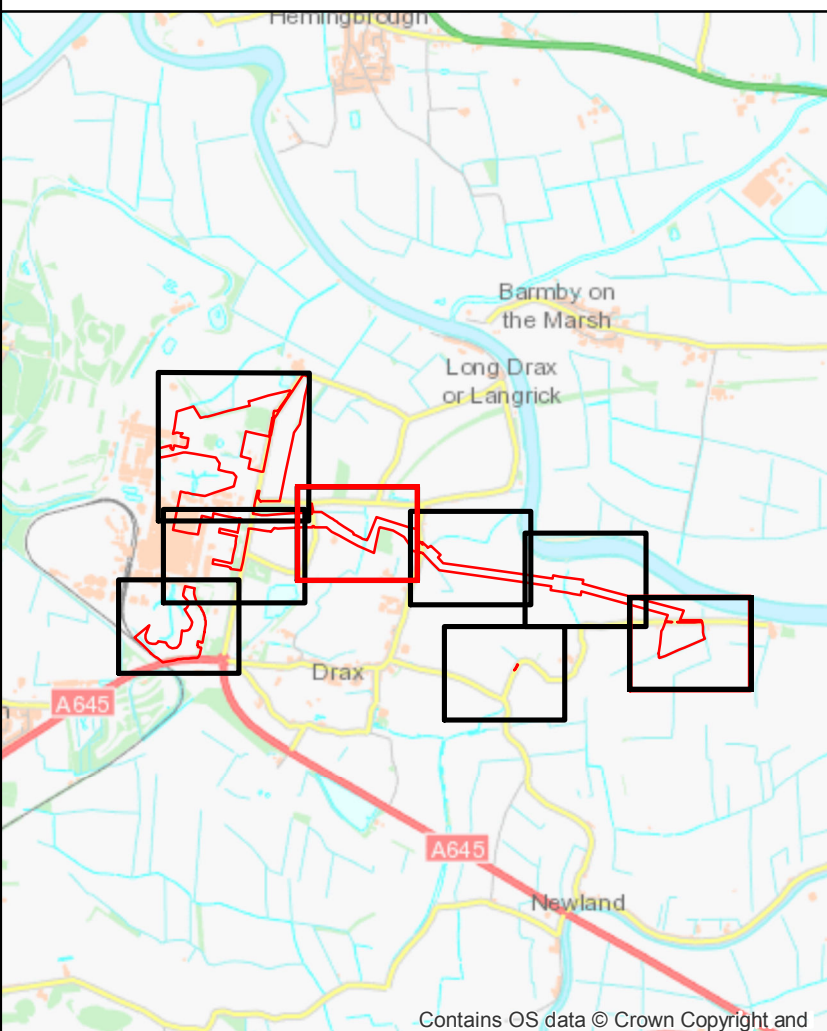 Hemingbrough
Barmby on
the Marsh
Long Drax
or Langrick
Drax
A645
A645
Newland
Contains OS data © Crown Copyright and